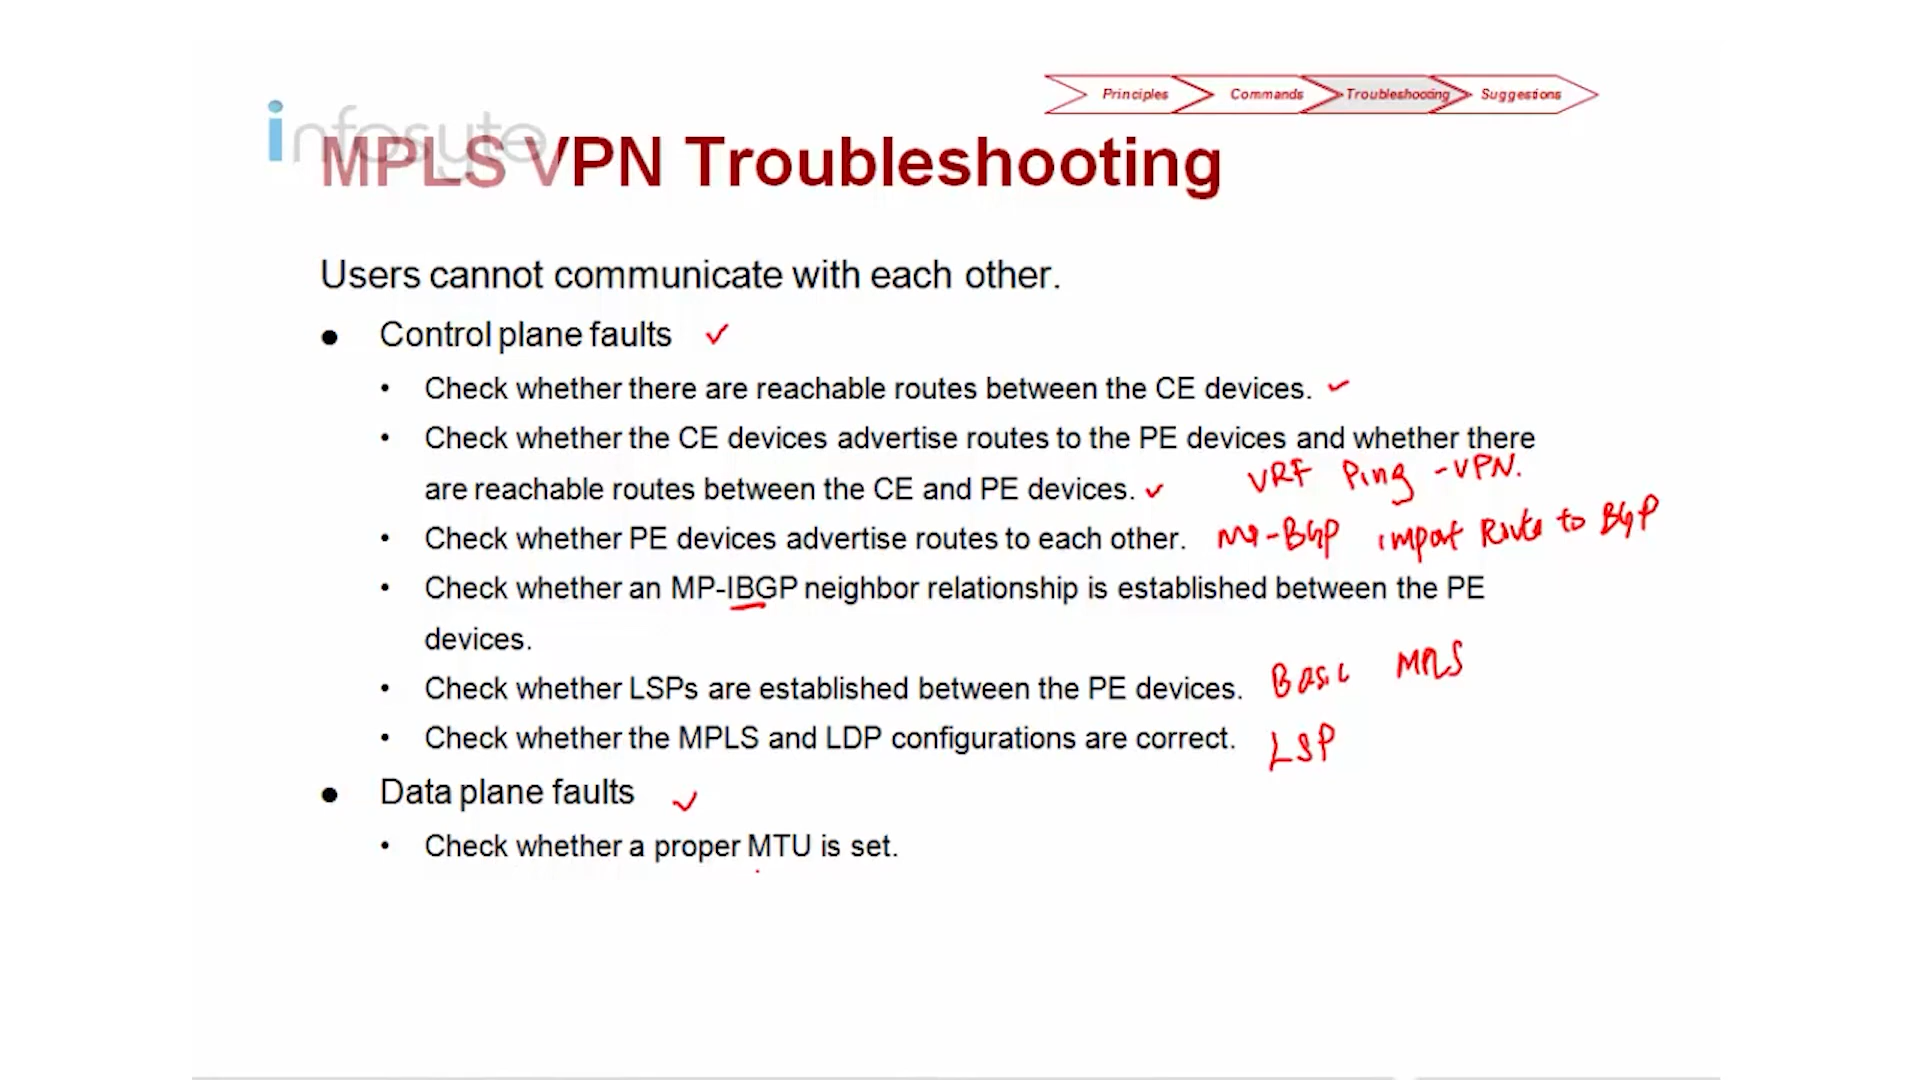 Principles Commands Troubleshooting Suggestions
infosyte
MPLS VPN Troubleshooting
Users cannot communicate with each other.
● Control plane faults ✓
• Check whether there are reachable routes between the CE devices. ✓
• Check whether the CE devices advertise routes to the PE devices and whether there
are reachable routes between the CE and PE devices. ✓ VRF Ping -VPN.
• Check whether PE devices advertise routes to each other. MP-BGP import Route to BGP
• Check whether an MP-IBGP neighbor relationship is established between the PE
devices.
• Check whether LSPs are established between the PE devices. Basic MPLS
• Check whether the MPLS and LDP configurations are correct. LSP
● Data plane faults ✓
• Check whether a proper MTU is set.